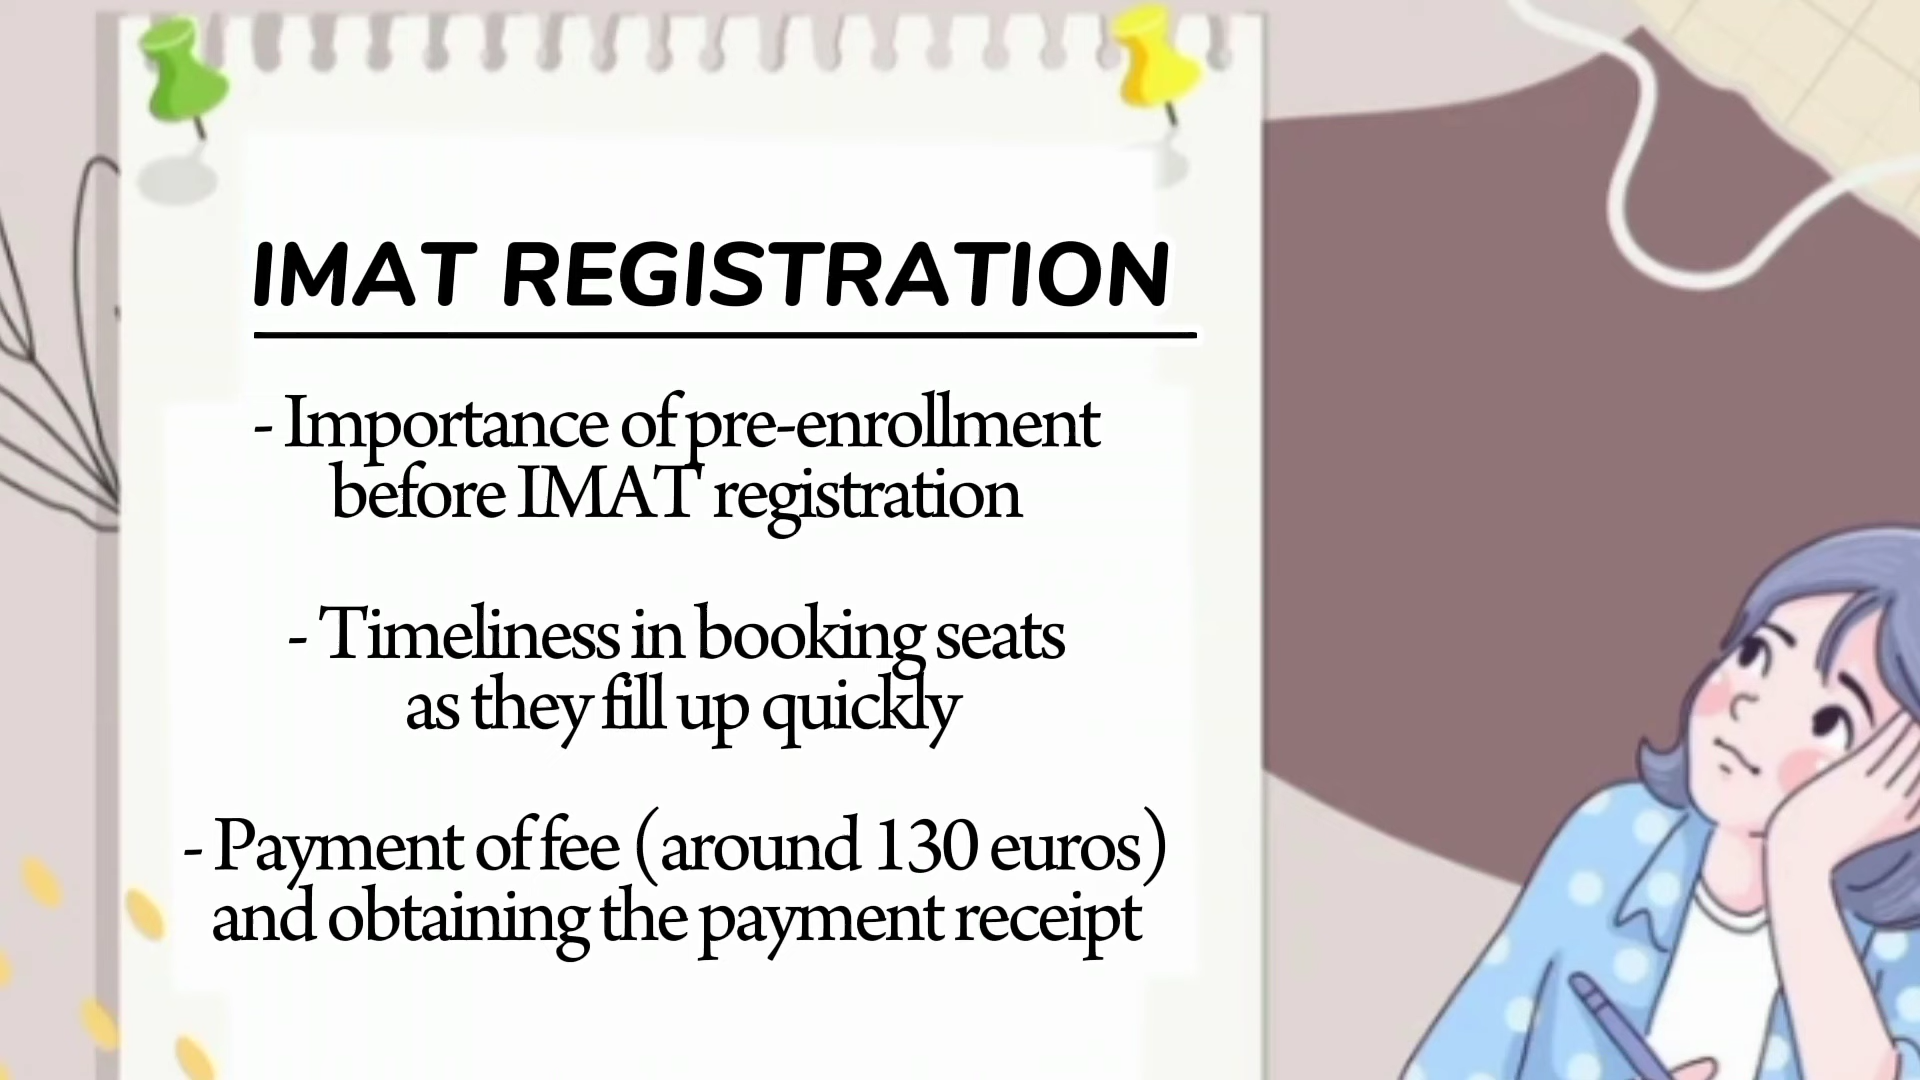 IMAT REGISTRATION
- Importance of pre-enrollment
before IMAT registration
- Timeliness in booking seats
as they fill up quickly
- Payment of fee (around 130 euros)
and obtaining the payment receipt